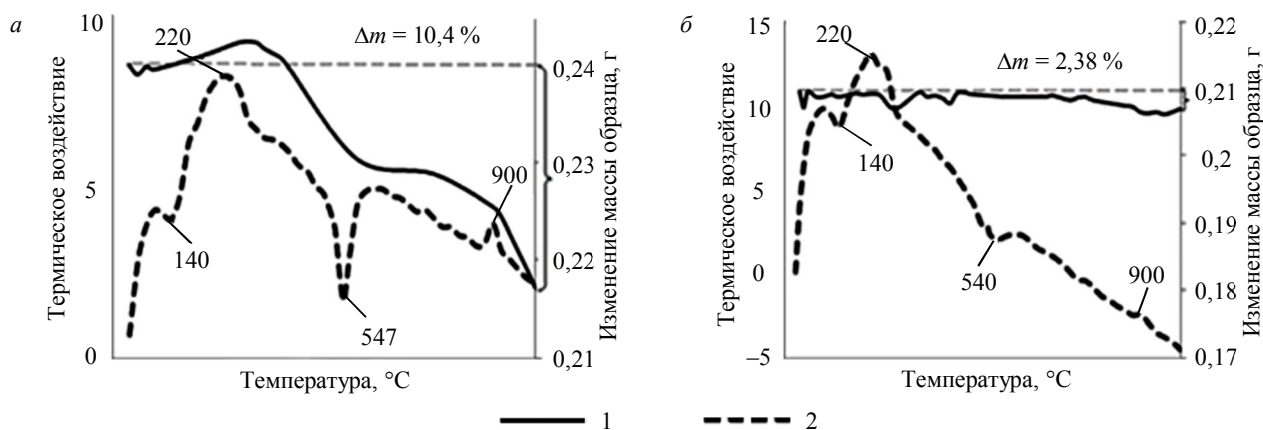 а
Термическое воздействие
10
5
0
220
140
547
900
Δm = 10,4 %
0,24
0,23
0,22
0,21
Изменение массы образца, г
Температура, °C
б
Термическое воздействие
15
10
5
0
–5
220
140
540
900
Δm = 2,38 %
0,22
0,21
0,2
0,19
0,18
0,17
Изменение массы образца, г
Температура, °C
1
2